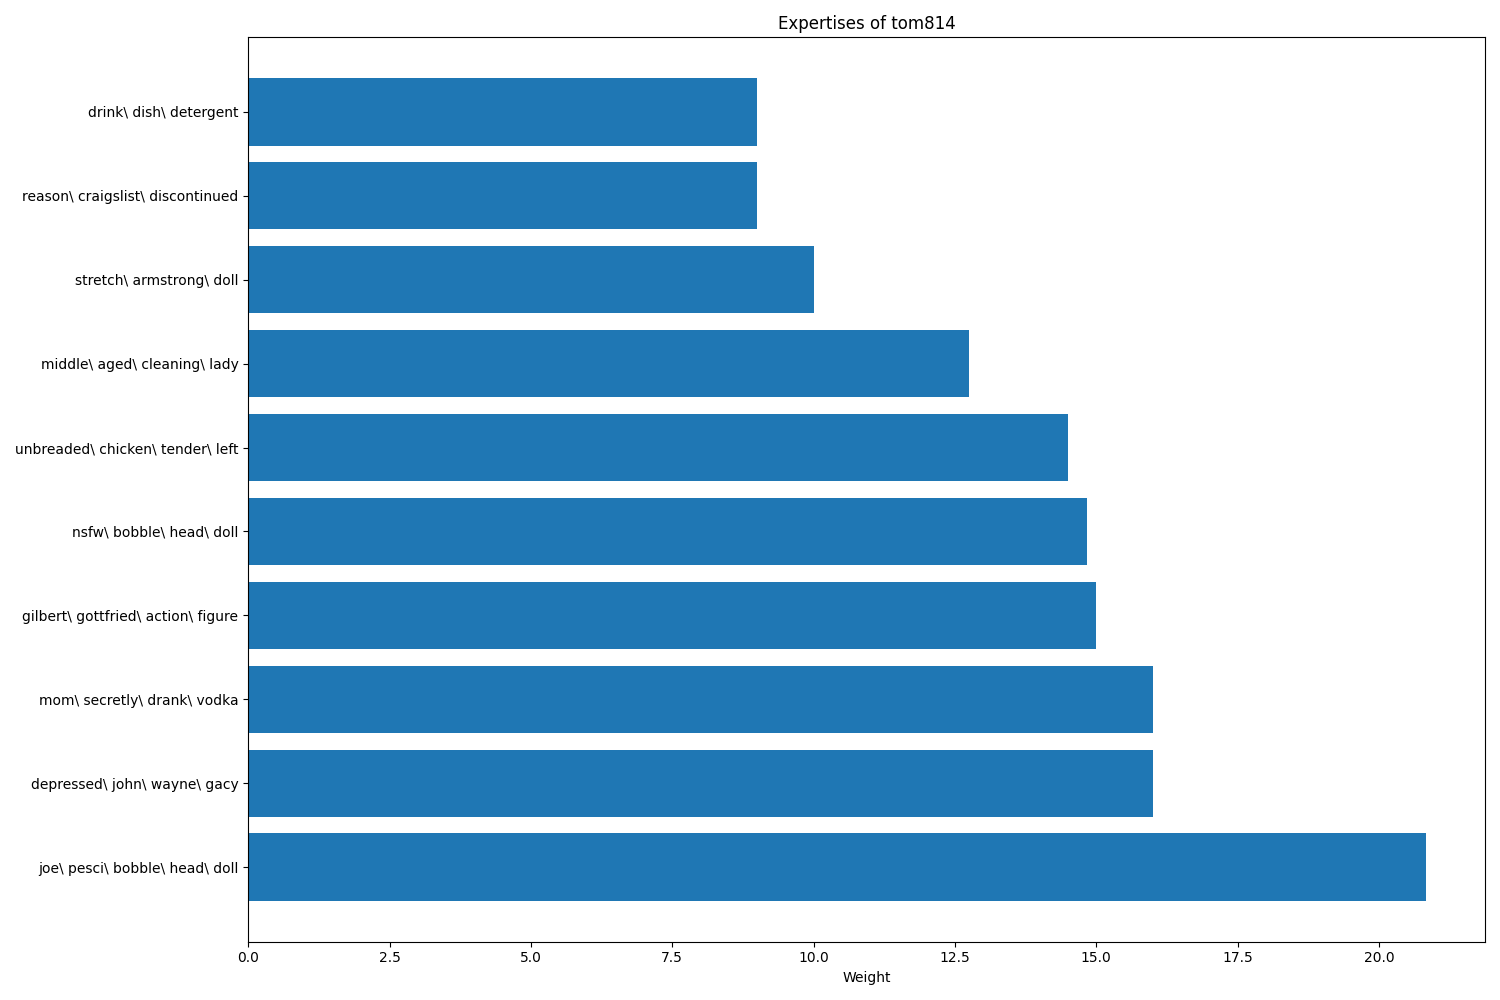 Expertises of tom814
drink\ dish\ detergent
reason\ craigslist\ discontinued
stretch\ armstrong\ doll
middle\ aged\ cleaning\ lady
unbreaded\ chicken\ tender\ left
nsfw\ bobble\ head\ doll
gilbert\ gottfried\ action\ figure
mom\ secretly\ drank\ vodka
depressed\ john\ wayne\ gacy
joe\ pesci\ bobble\ head\ doll
0.0 2.5 5.0 7.5 10.0 12.5 15.0 17.5 20.0
Weight